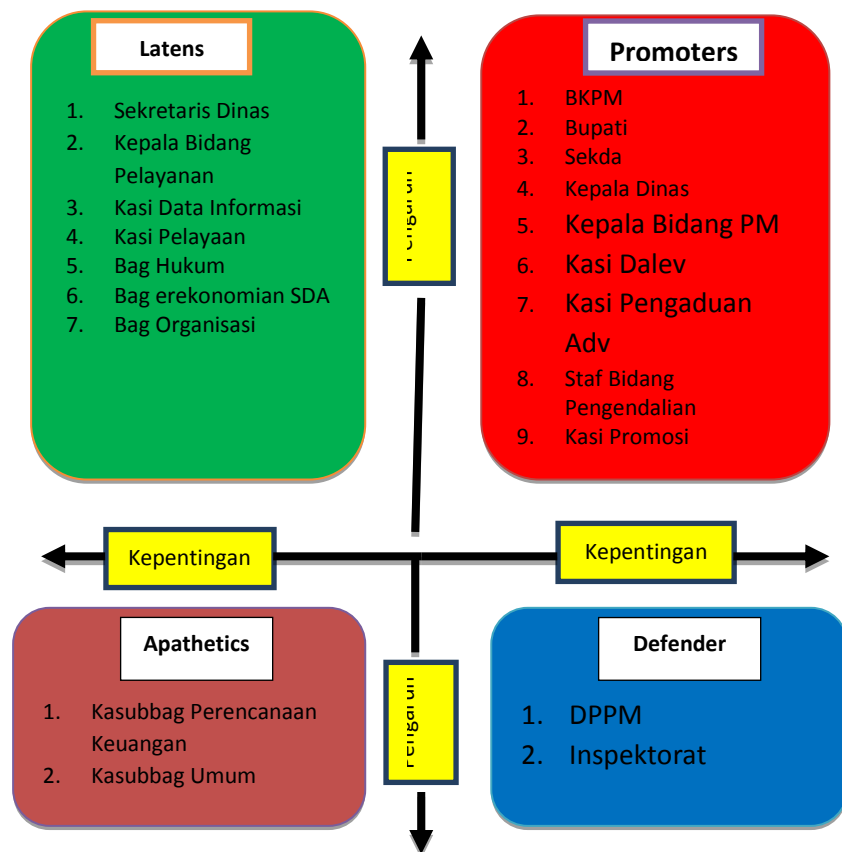 Latens
1. Sekretaris Dinas
2. Kepala Bidang
Pelayanan
3. Kasi Data Informasi
4. Kasi Pelayaan
5. Bag Hukum
6. Bag erekonomian SDA
7. Bag Organisasi
Pengaruh
Promoters
1. BKPM
2. Bupati
3. Sekda
4. Kepala Dinas
5. Kepala Bidang PM
6. Kasi Dalev
7. Kasi Pengaduan
Adv
8. Staf Bidang
Pengendalian
9. Kasi Promosi
Kepentingan
Kepentingan
Apathetics
1. Kasubbag Perencanaan
Keuangan
2. Kasubbag Umum
Pengaruh
Defender
1. DPPM
2. Inspektorat